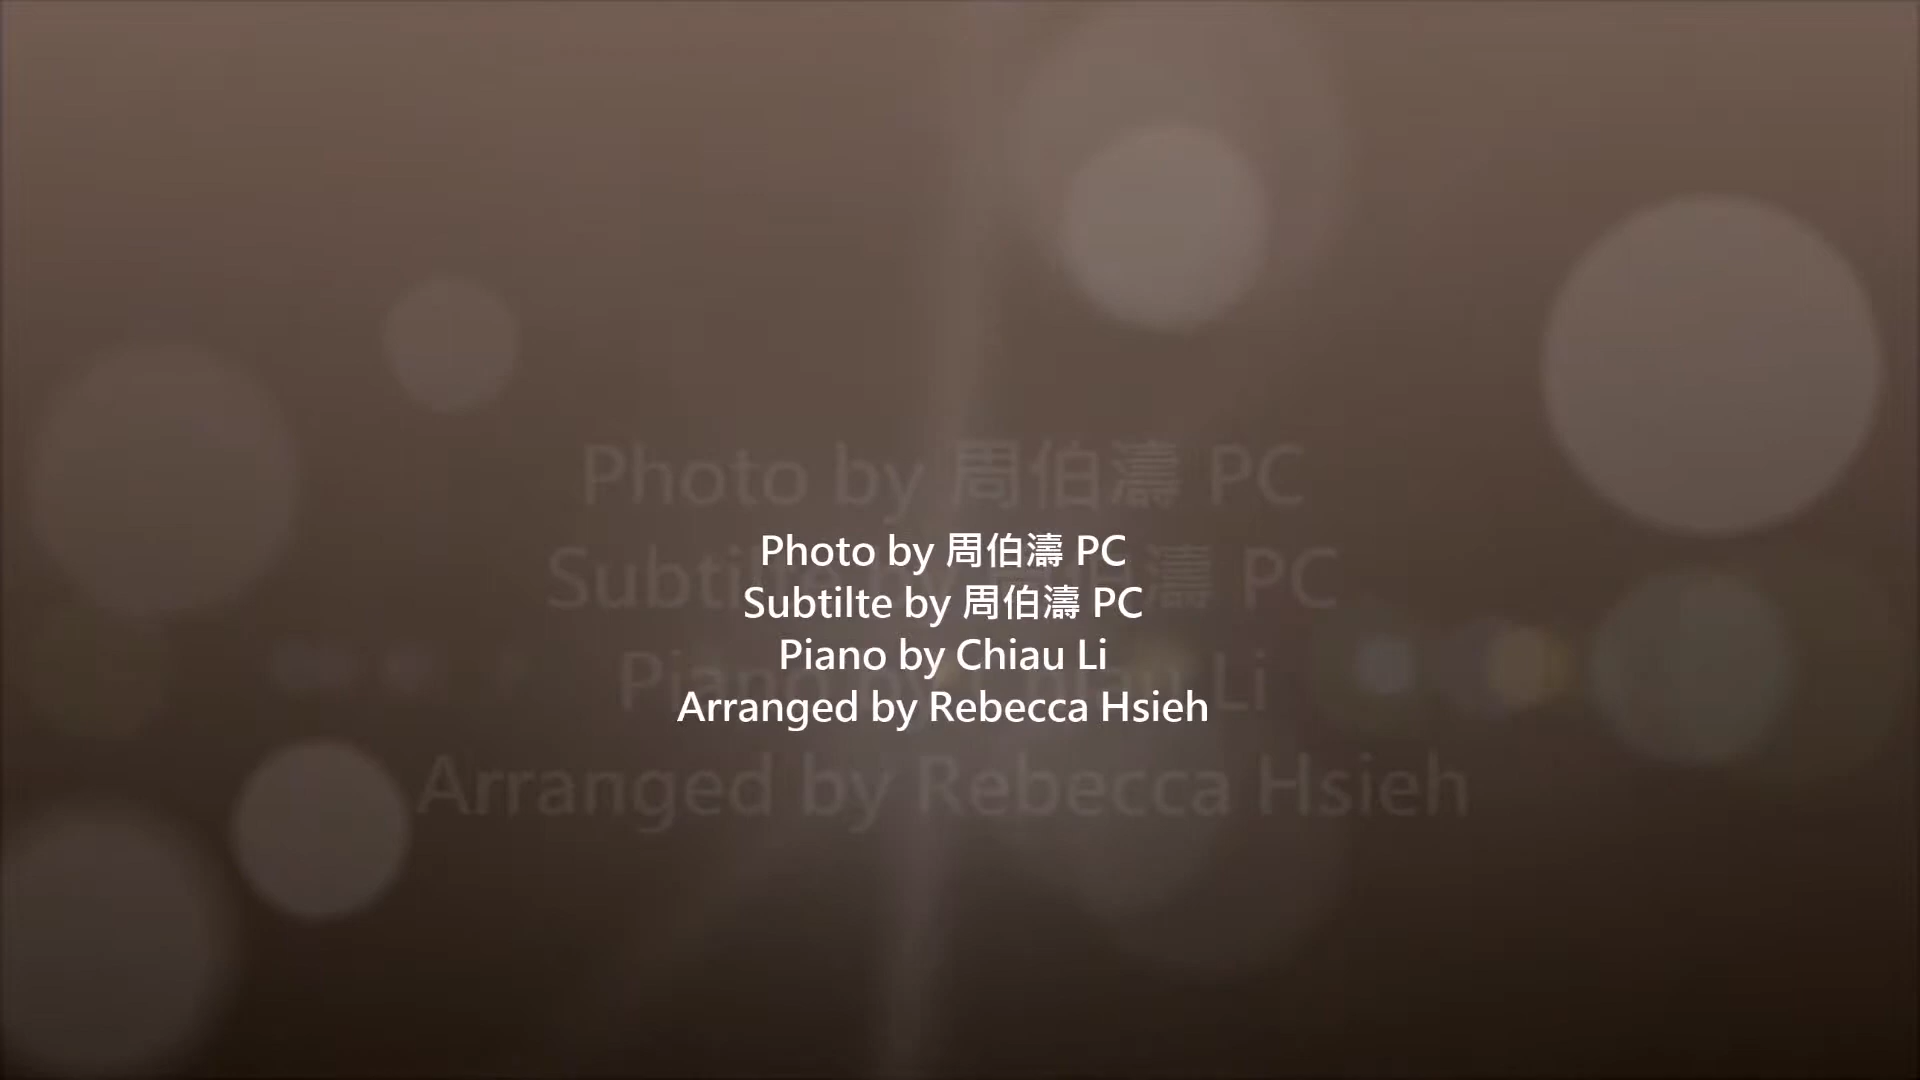 Photo by 周伯濤 PC
Subtilte by 周伯濤 PC
Piano by Chiau Li
Arranged by Rebecca Hsieh